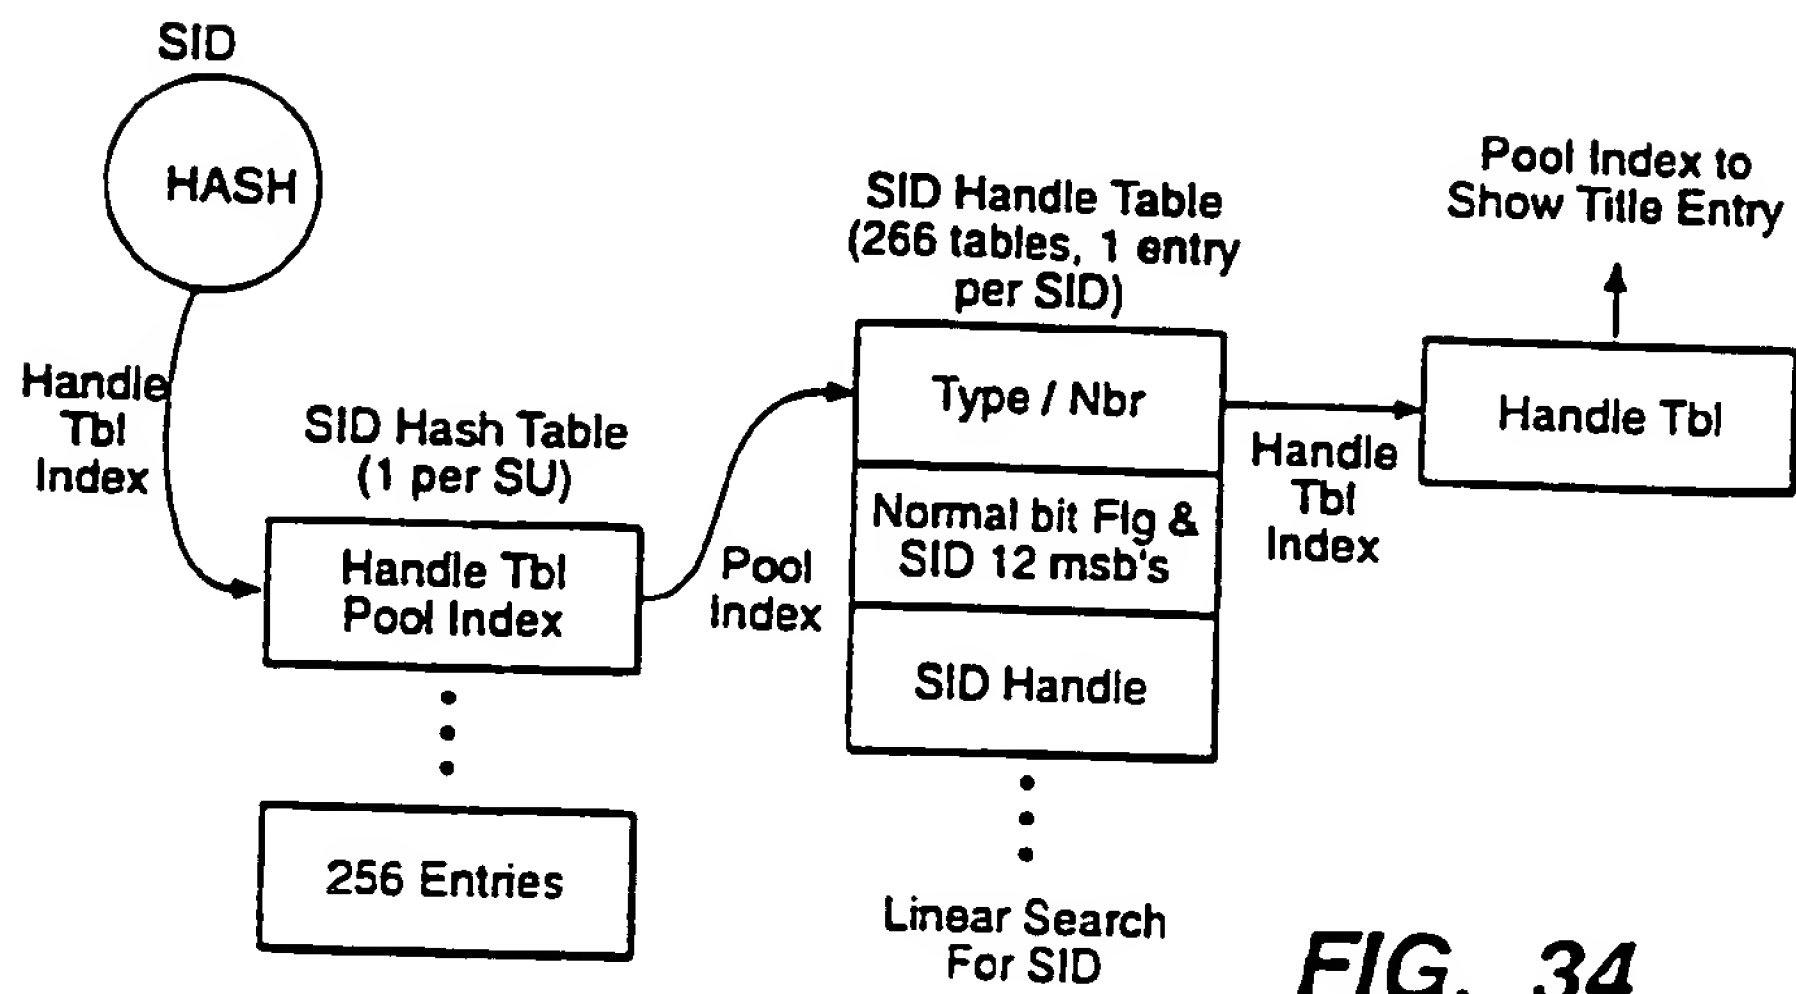 SID
HASH
Handle
Tbl
Index
SID Hash Table
(1 per SU)
Handle Tbl
Pool Index
256 Entries
Pool
Index
SID Handle Table
(266 tables, 1 entry
per SID)
Type / Nbr
Normal bit Flg &
SID 12 msb's
SID Handle
Linear Search
For SID
Handle
Tbl
Index
Pool Index to
Show Title Entry
Handle Tbl
FIG. 34